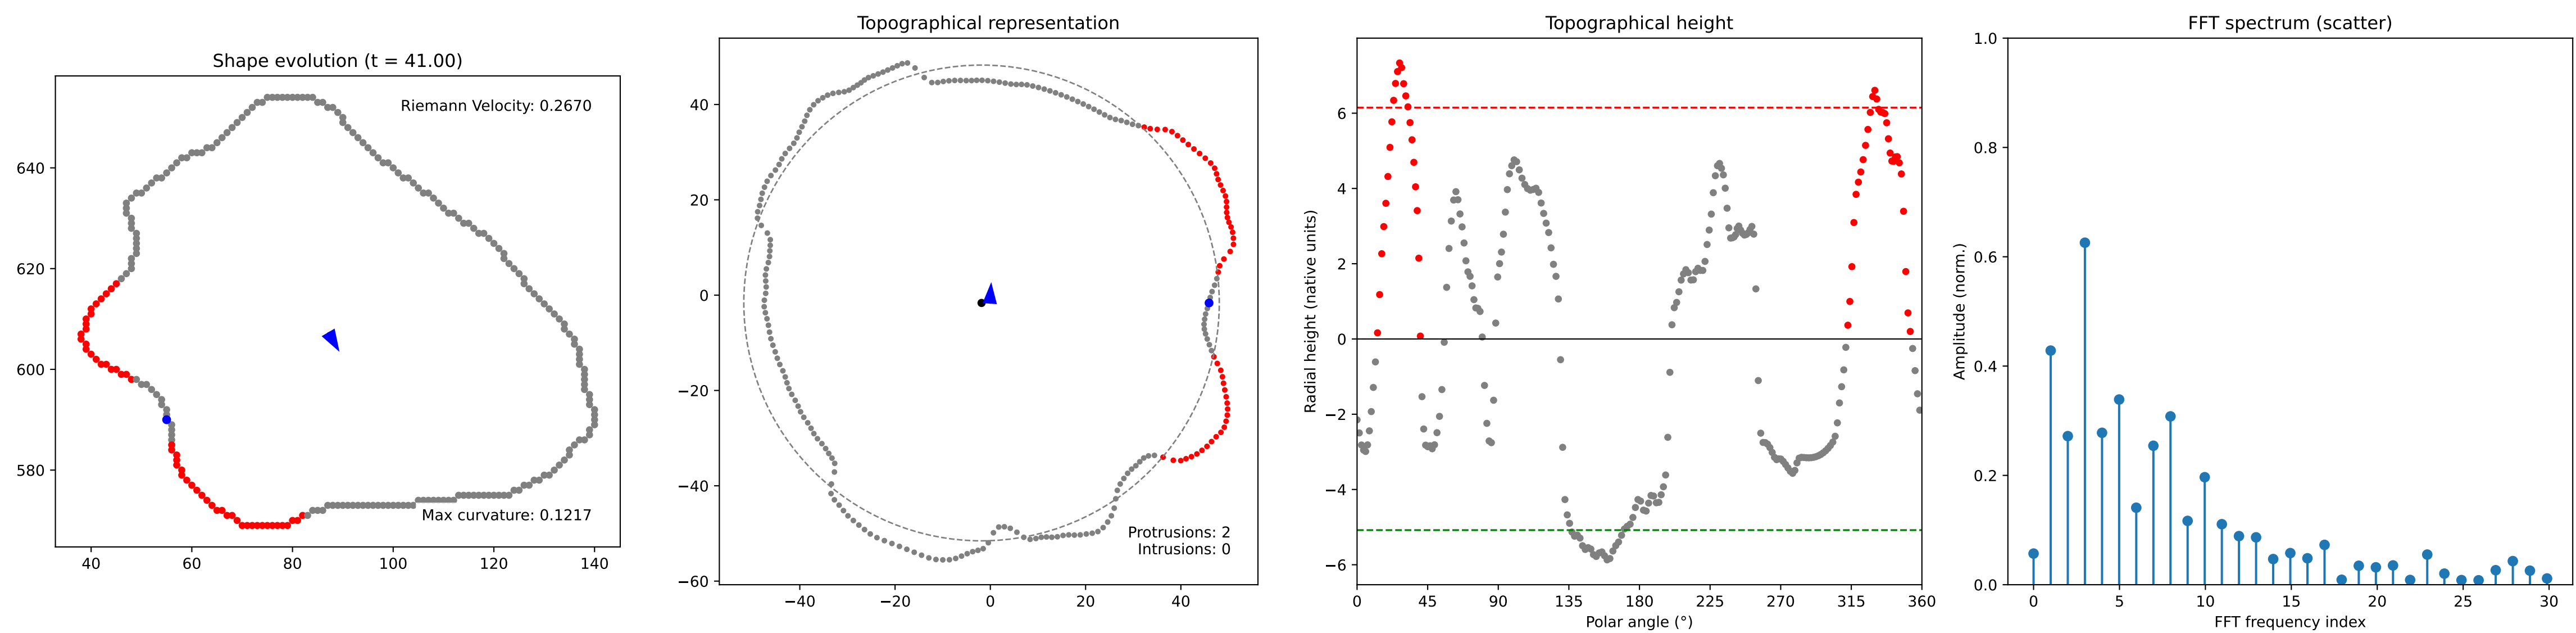 Shape evolution (t = 41.00)
Riemann Velocity: 0.2670
640
620
600
580
Max curvature: 0.1217
40 60 80 100 120 140
Topographical representation
40
20
0
−20
−40
−60
Protrusions: 2
Intrusions: 0
−40 −20 0 20 40
Topographical height
Radial height (native units)
6
4
2
0
−2
−4
−6
0 45 90 135 180 225 270 315 360
Polar angle (°)
FFT spectrum (scatter)
Amplitude (norm.)
1.0
0.8
0.6
0.4
0.2
0.0
0 5 10 15 20 25 30
FFT frequency index